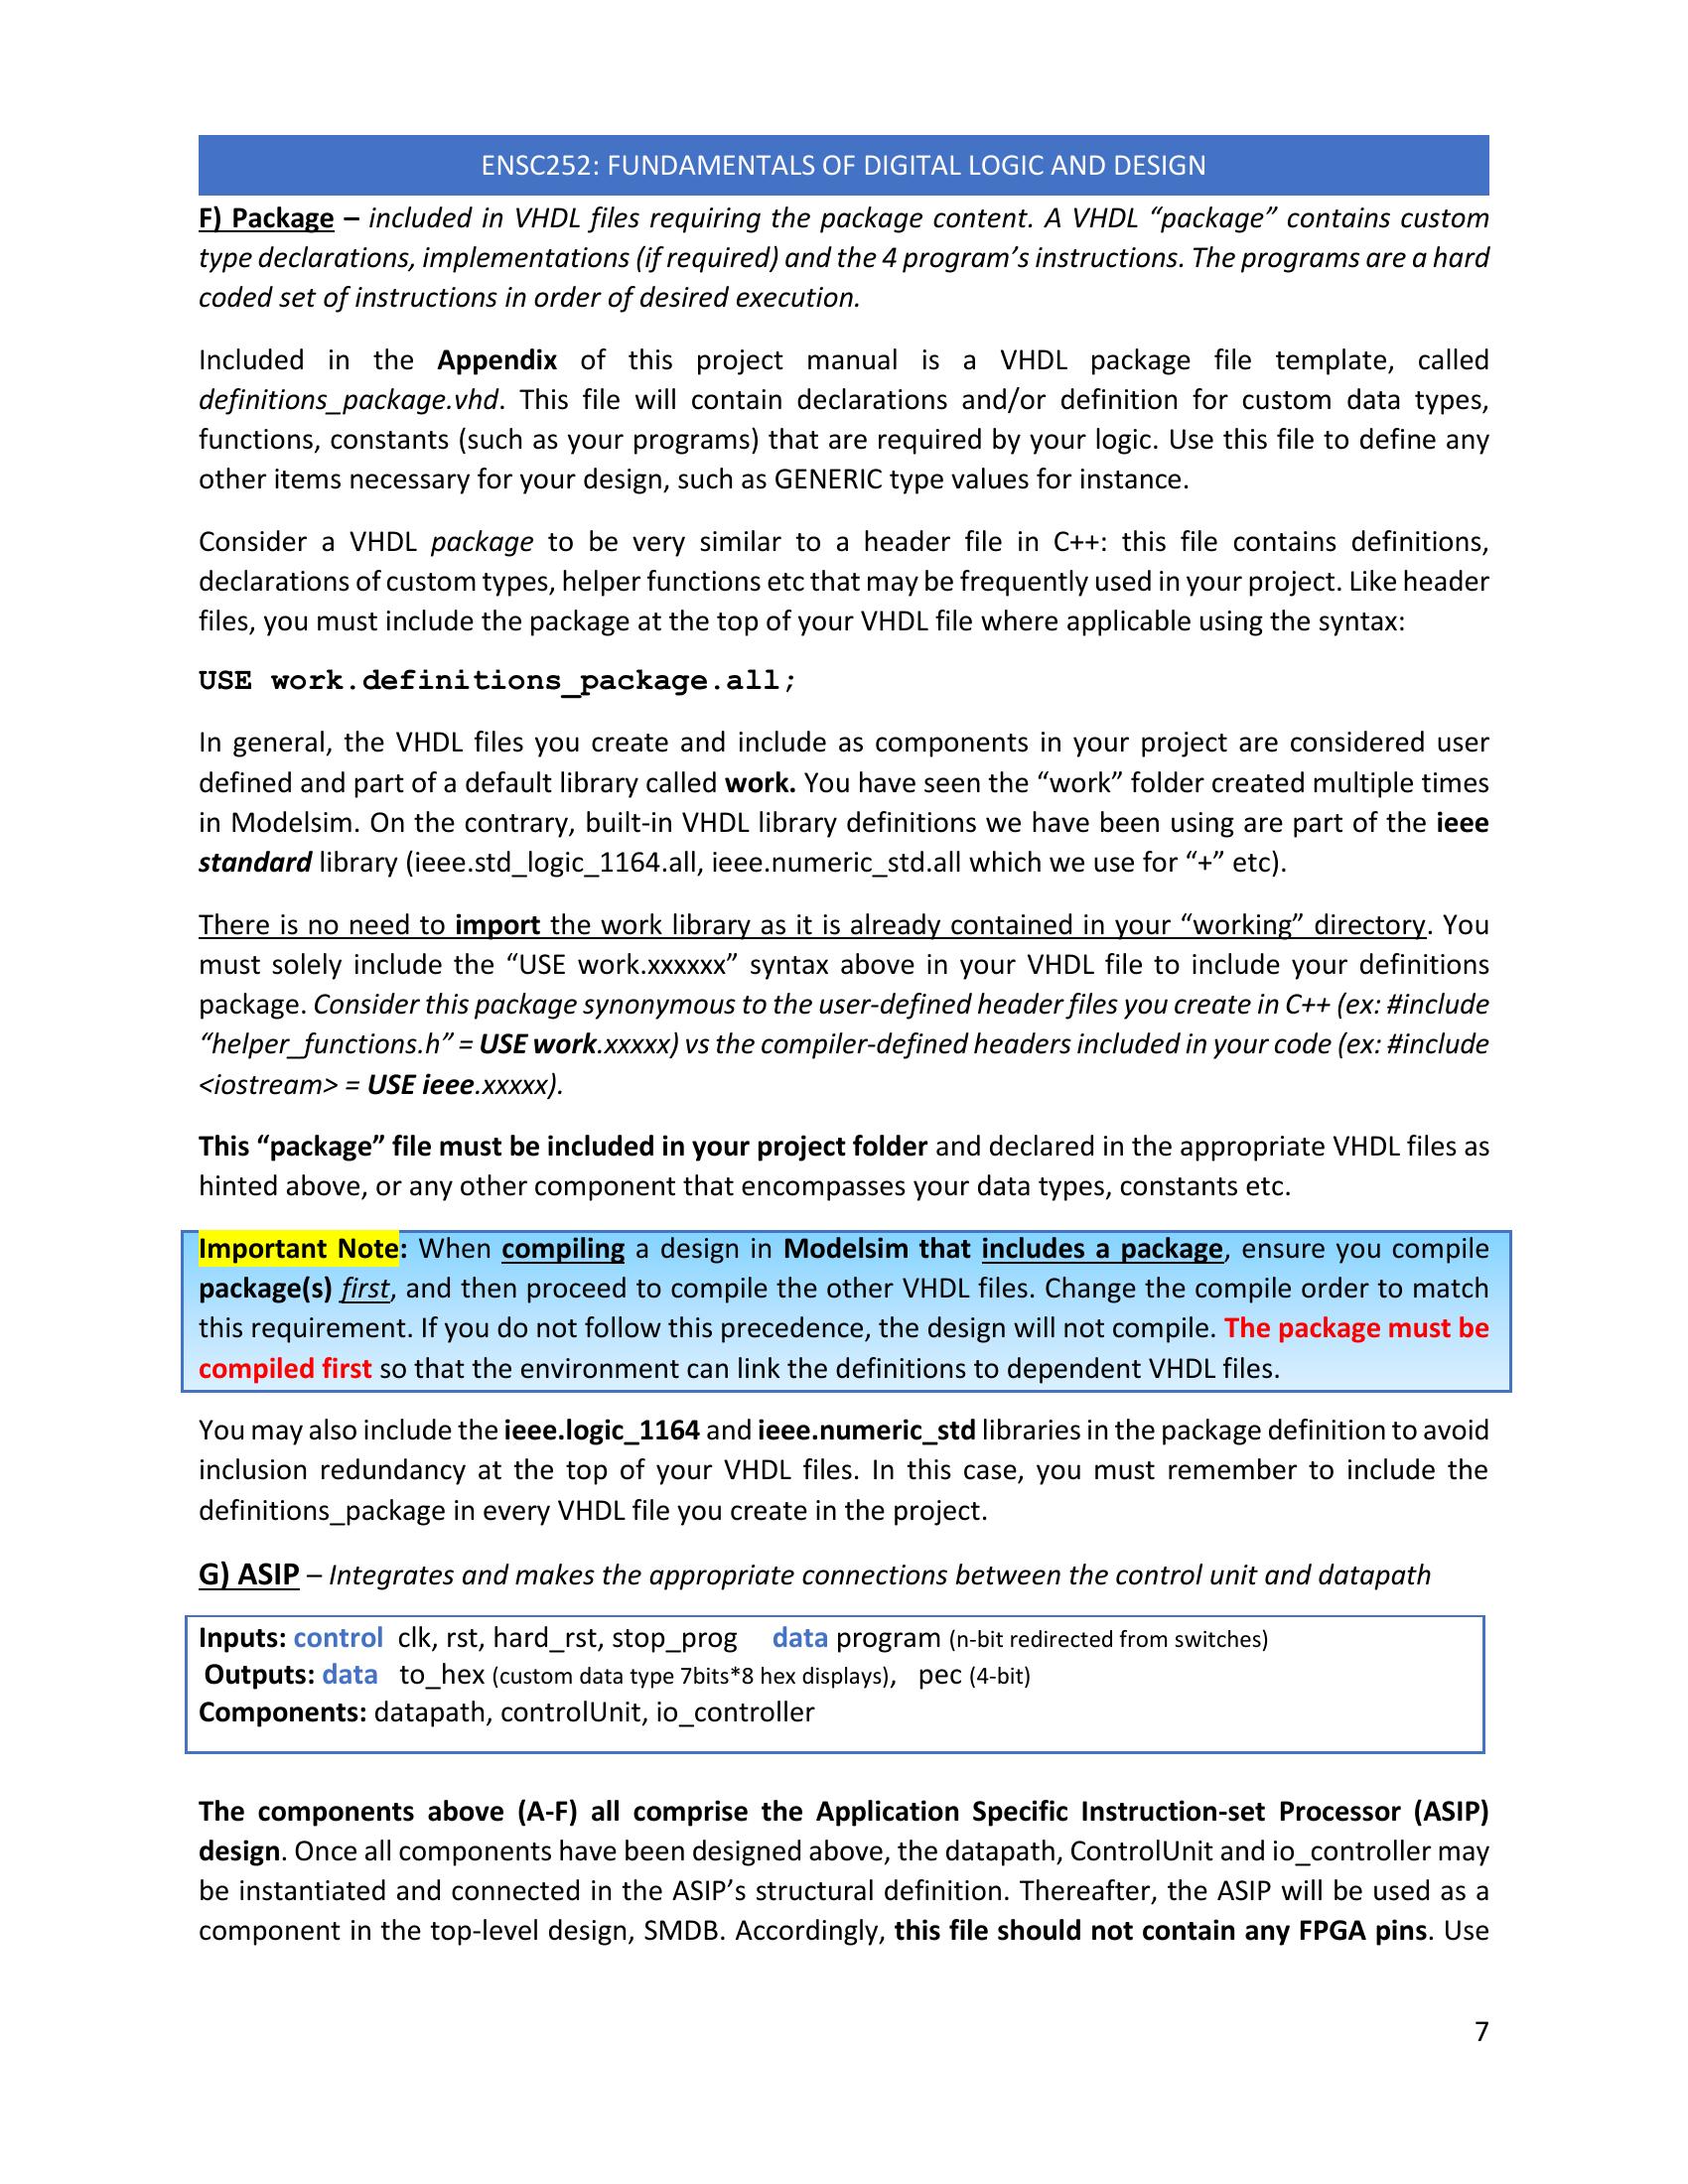 ENSC252: FUNDAMENTALS OF DIGITAL LOGIC AND DESIGN
F) Package – included in VHDL files requiring the package content. A VHDL “package” contains custom
type declarations, implementations (if required) and the 4 program’s instructions. The programs are a hard
coded set of instructions in order of desired execution.
Included in the Appendix of this project manual is a VHDL package file template, called
definitions_package.vhd. This file will contain declarations and/or definition for custom data types,
functions, constants (such as your programs) that are required by your logic. Use this file to define any
other items necessary for your design, such as GENERIC type values for instance.
Consider a VHDL package to be very similar to a header file in C++: this file contains definitions,
declarations of custom types, helper functions etc that may be frequently used in your project. Like header
files, you must include the package at the top of your VHDL file where applicable using the syntax:
USE work.definitions_package.all;
In general, the VHDL files you create and include as components in your project are considered user
defined and part of a default library called work. You have seen the “work” folder created multiple times
in Modelsim. On the contrary, built-in VHDL library definitions we have been using are part of the ieee
standard library (ieee.std_logic_1164.all, ieee.numeric_std.all which we use for “+” etc).
There is no need to import the work library as it is already contained in your “working” directory. You
must solely include the “USE work.xxxxxx” syntax above in your VHDL file to include your definitions
package. Consider this package synonymous to the user-defined header files you create in C++ (ex: #include
“helper_functions.h” = USE work.xxxxx) vs the compiler-defined headers included in your code (ex: #include
<iostream> = USE ieee.xxxxx).
This “package” file must be included in your project folder and declared in the appropriate VHDL files as
hinted above, or any other component that encompasses your data types, constants etc.
Important Note: When compiling a design in Modelsim that includes a package, ensure you compile
package(s) first, and then proceed to compile the other VHDL files. Change the compile order to match
this requirement. If you do not follow this precedence, the design will not compile. The package must be
compiled first so that the environment can link the definitions to dependent VHDL files.
You may also include the ieee.logic_1164 and ieee.numeric_std libraries in the package definition to avoid
inclusion redundancy at the top of your VHDL files. In this case, you must remember to include the
definitions_package in every VHDL file you create in the project.
G) ASIP – Integrates and makes the appropriate connections between the control unit and datapath
Inputs: control clk, rst, hard_rst, stop_prog data program (n-bit redirected from switches)
Outputs: data to_hex (custom data type 7bits*8 hex displays), pec (4-bit)
Components: datapath, controlUnit, io_controller
The components above (A-F) all comprise the Application Specific Instruction-set Processor (ASIP)
design. Once all components have been designed above, the datapath, ControlUnit and io_controller may
be instantiated and connected in the ASIP’s structural definition. Thereafter, the ASIP will be used as a
component in the top-level design, SMDB. Accordingly, this file should not contain any FPGA pins. Use
7